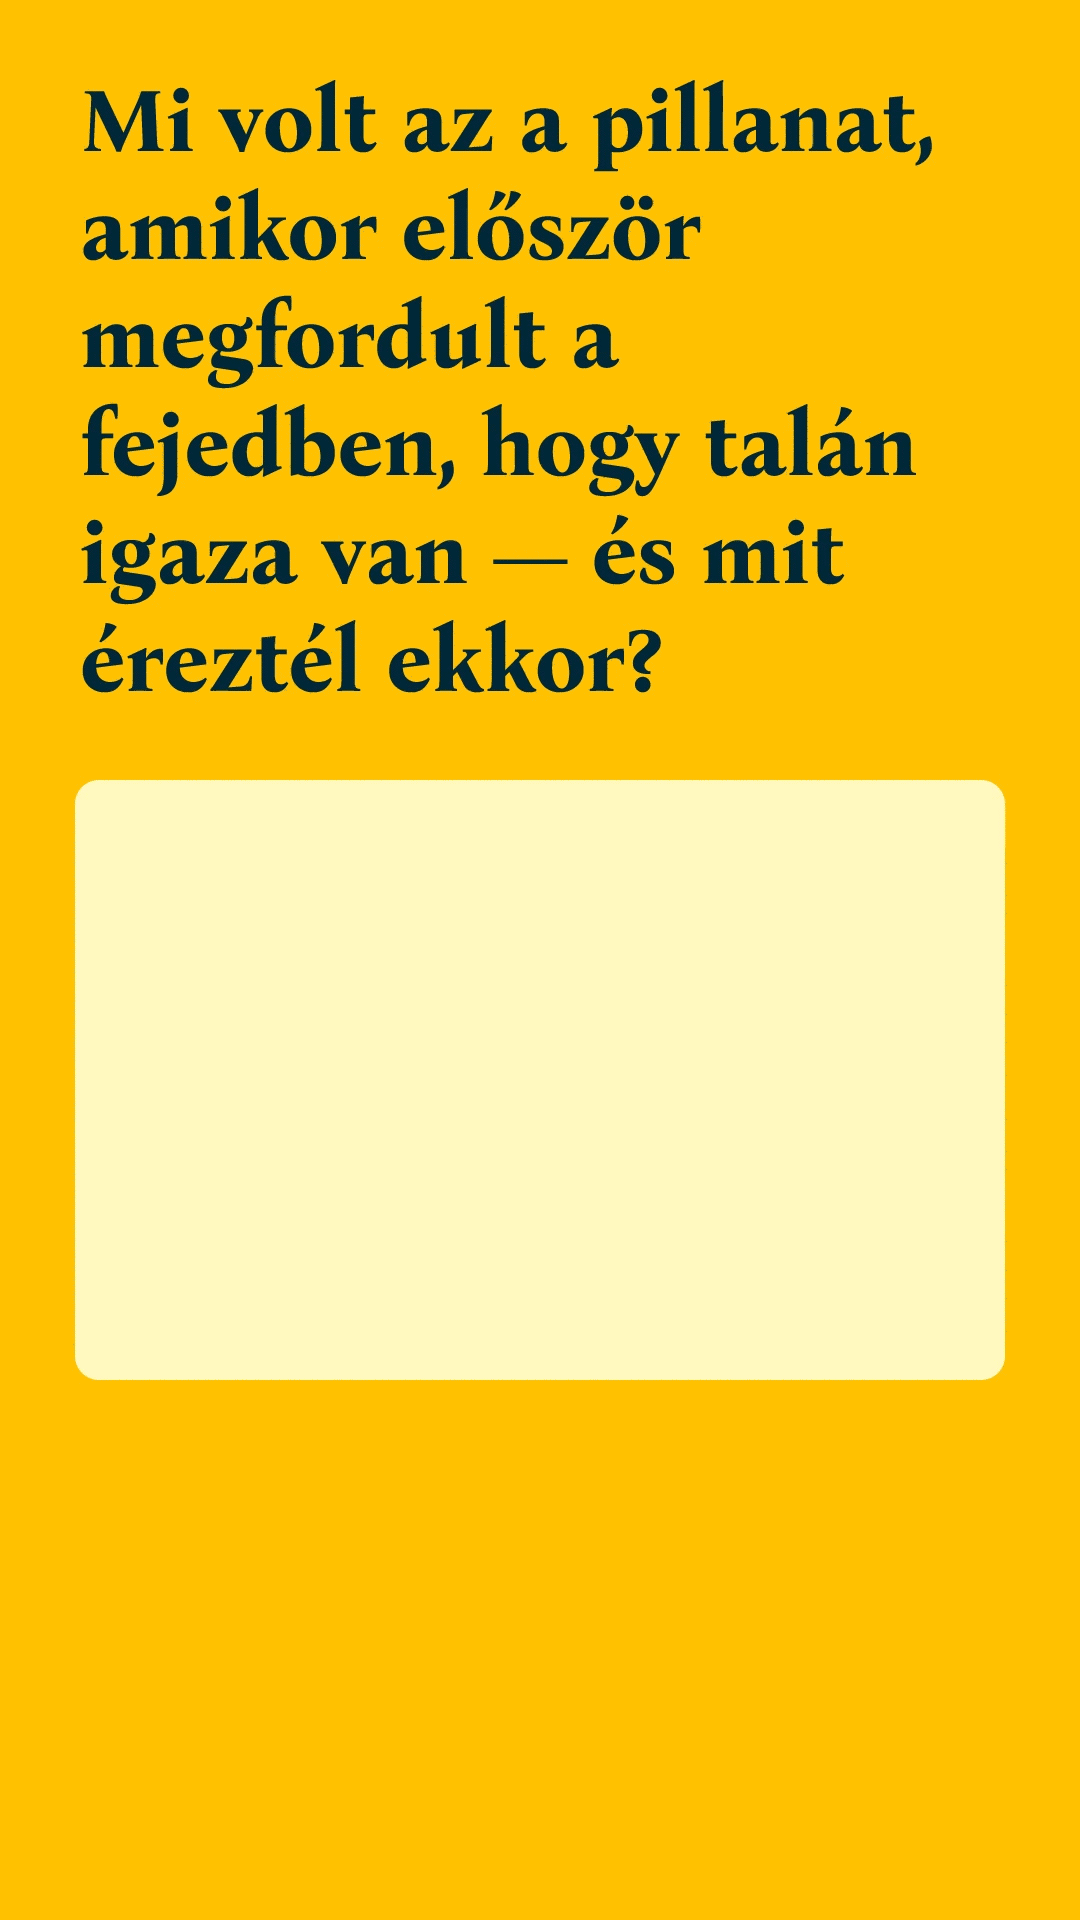 Mi volt az a pillanat,
amikor először
megfordult a
fejedben, hogy talán
igaza van — és mit
éreztél ekkor?